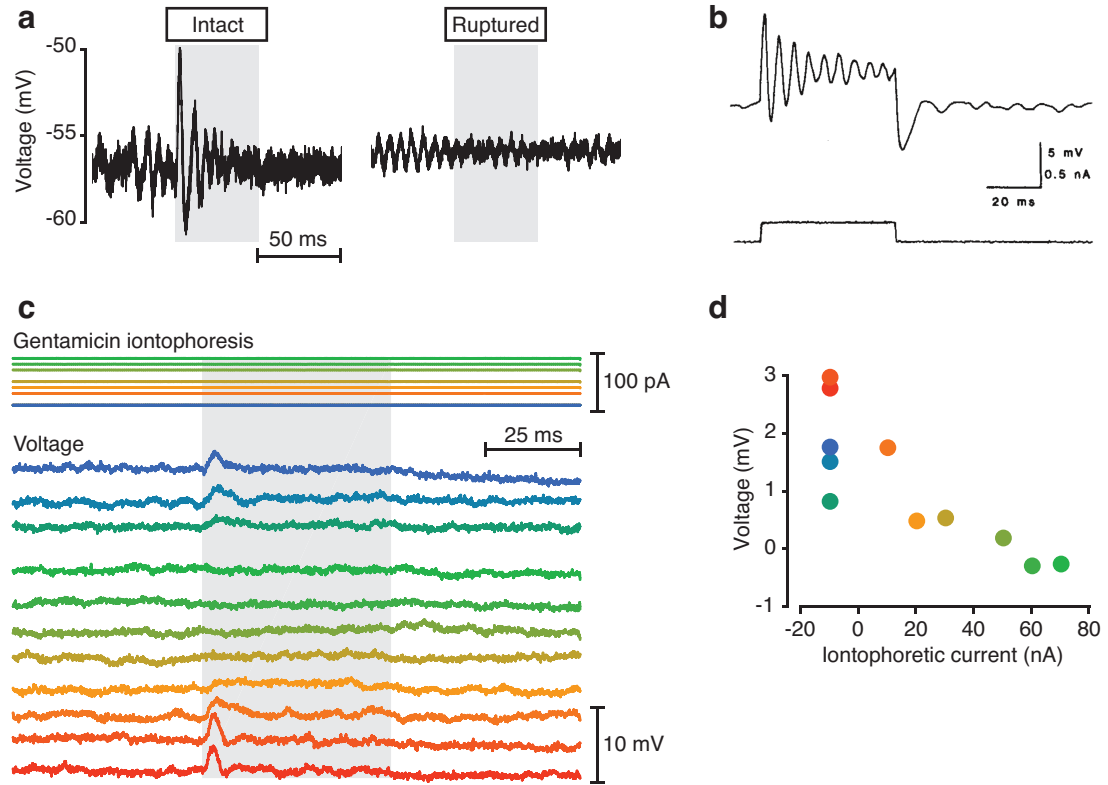 a
Intact
Ruptured
-50
-55
-60
Voltage (mV)
50 ms
b
5 mV
0.5 nA
20 ms
c
Gentamicin iontophoresis
100 pA
Voltage
25 ms
10 mV
d
3
2
1
0
-1
Voltage (mV)
-20 0 20 40 60 80
Iontophoretic current (nA)